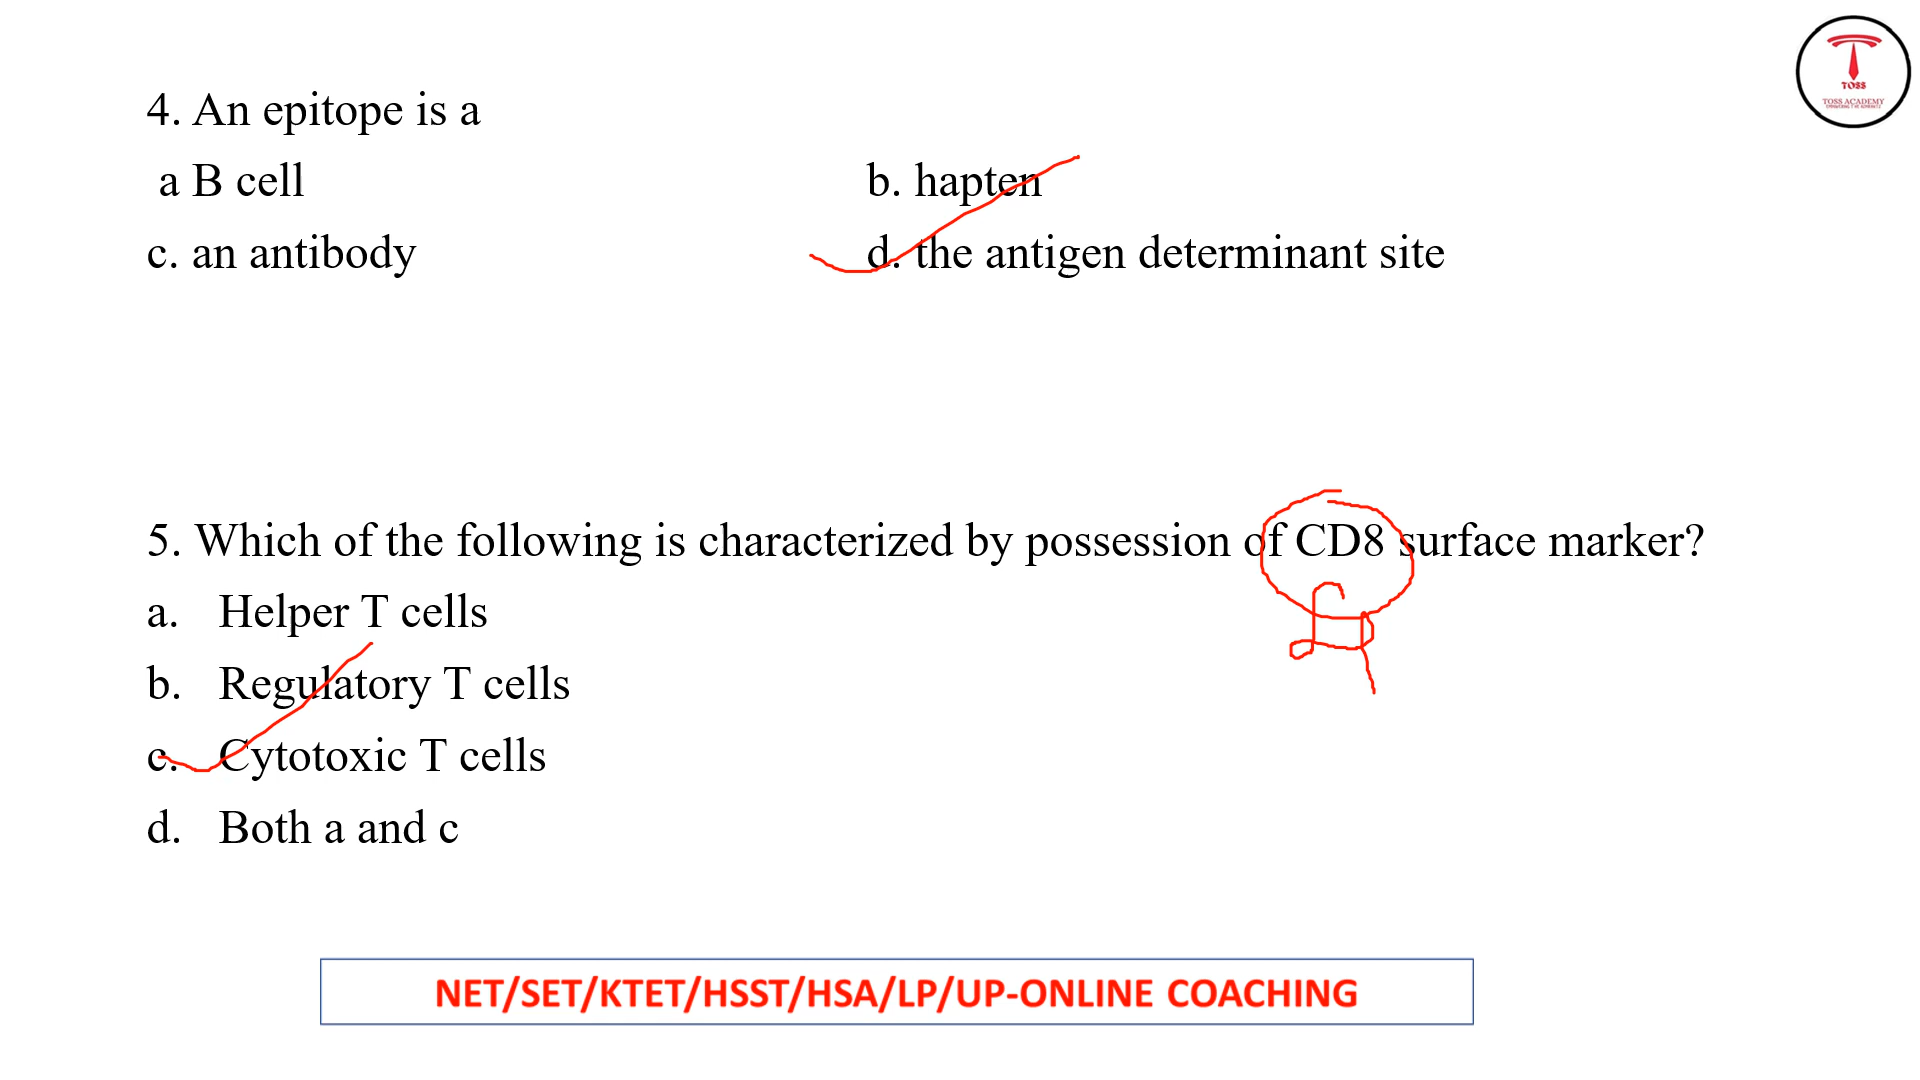 TOSS
TOSS ACADEMY
4. An epitope is a
a B cell
b. hapten
c. an antibody
d. the antigen determinant site
5. Which of the following is characterized by possession of CD8 surface marker?
a. Helper T cells
b. Regulatory T cells
c. Cytotoxic T cells
d. Both a and c
NET/SET/KTET/HSST/HSA/LP/UP-ONLINE COACHING